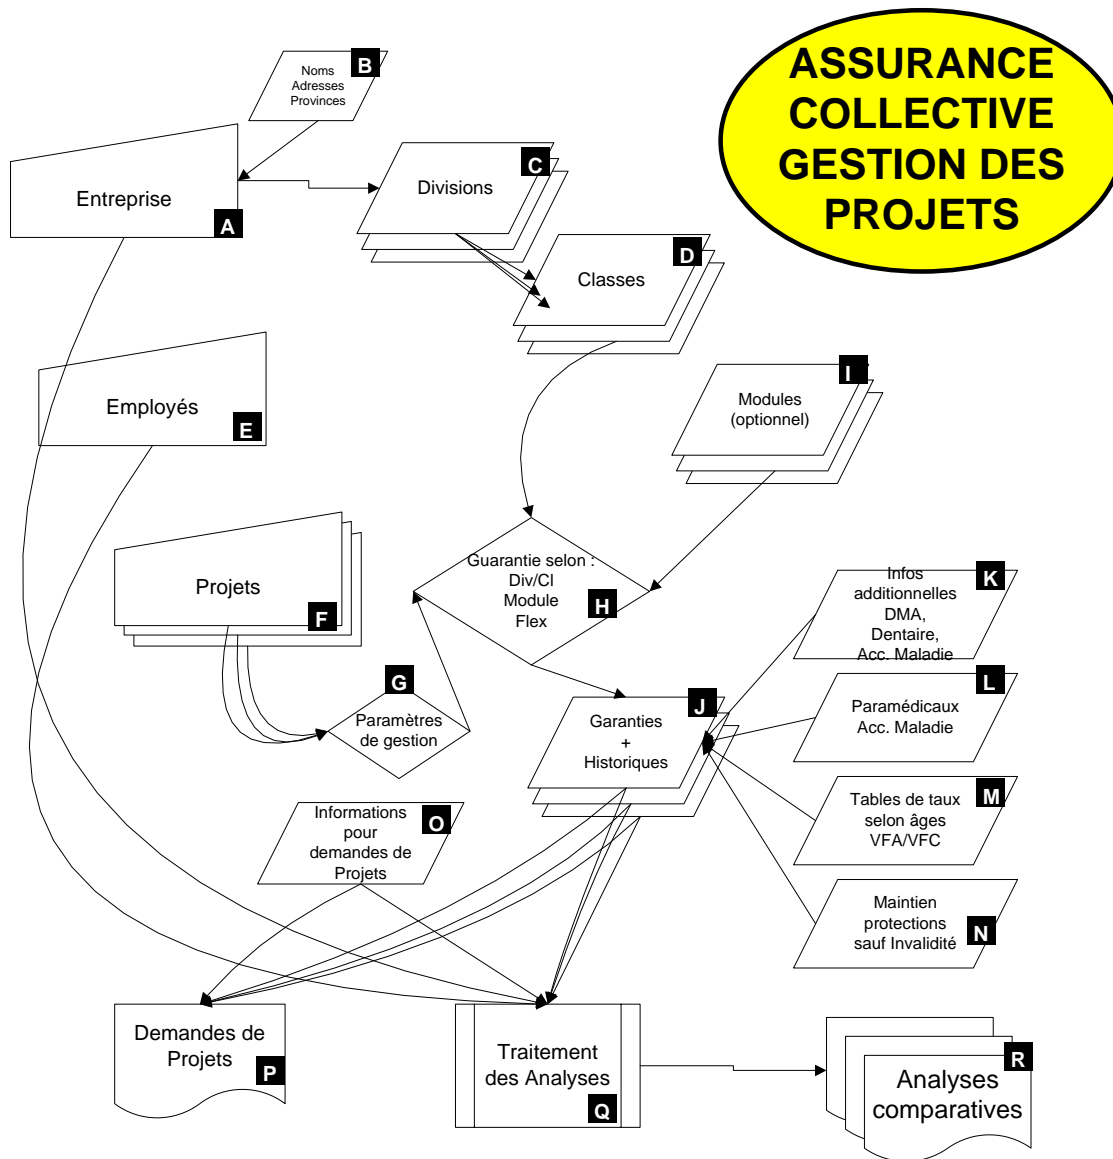 ASSURANCE
COLLECTIVE
GESTION DES
PROJETS
B
Noms
Adresses
Provinces
Entreprise
A
C
Divisions
D
Classes
Employés
E
I
Modules
(optionnel)
Projets
F
Guarantie selon :
Div/Cl
Module
Flex
H
K
Infos
additionnelles
DMA,
Dentaire,
Acc. Maladie
G
Paramètres
de gestion
J
Garanties
+
Historiques
L
Paramédicaux
Acc. Maladie
M
Tables de taux
selon âges
VFA/VFC
O
Informations
pour
demandes de
Projets
Maintien
protections
sauf Invalidité
N
Demandes de
Projets
P
Traitement
des Analyses
Q
R
Analyses
comparatives